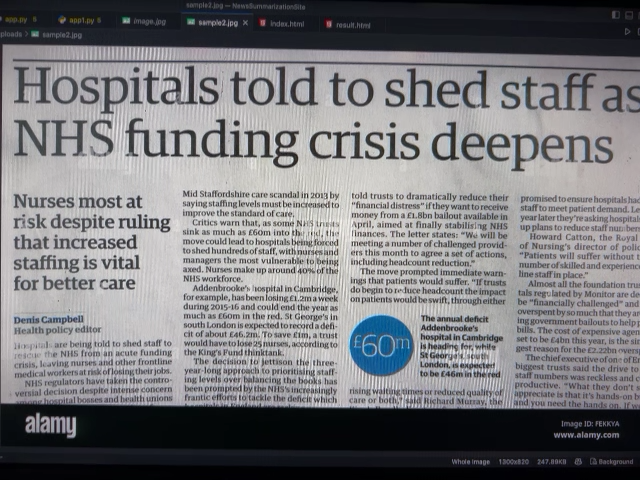 sample2.jpg — NewsSummarizationSite
app.py 5
app1.py 5
image.jpg
sample2.jpg
index.html
result.html
ploads > sample2.jpg
Hospitals told to shed staff as
NHS funding crisis deepens
Nurses most at
risk despite ruling
that increased
staffing is vital
for better care
Denis Campbell
Health policy editor
Hospitals are being told to shed staff to
rescue the NHS from an acute funding
crisis, leaving nurses and other frontline
medical workers at risk of losing their jobs.
NHS regulators have taken the contro-
versial decision despite intense concern
among hospital bosses and health unions
Mid Staffordshire care scandal in 2013 by
saying staffing levels must be increased to
improve the standard of care.
Critics warn that, as some NHS trusts
sink as much as £60m into the red, the
move could lead to hospitals being forced
to shed hundreds of staff, with nurses and
managers the most vulnerable to being
axed. Nurses make up around 40% of the
NHS workforce.
Addenbrooke's hospital in Cambridge,
for example, has been losing £1.2m a week
during 2015-16 and could end the year as
much as £60m in the red. St George's in
south London is expected to record a defi-
cit of about £46.2m. To save £1m, a trust
would have to lose 25 nurses, according to
the King's Fund thinktank.
The decision to jettison the three-
year-long approach to prioritising staff-
ing levels over balancing the books has
been prompted by the NHS's increasingly
frantic efforts to tackle the deficit which
told trusts to dramatically reduce their
"financial distress" if they want to receive
money from a £1.8bn bailout available in
April, aimed at finally stabilising NHS
finances. The letter states: "We will be
meeting a number of challenged provid-
ers this month to agree a set of actions,
including headcount reduction."
The move prompted immediate warn-
ings that patients would suffer. "If trusts
do begin to reduce headcount the impact
on patients would be swift, through either
£60m
The annual deficit
Addenbrooke's
hospital in Cambridge
is heading for, while
St George's, south
London, is expected
to be £46m in the red
rising waiting times or reduced quality of
care or both," said Richard Murray, the
promised to ensure hospitals had
staff to meet patient demand. Le
year later they're asking hospital
up plans to reduce staff number
Howard Catton, the Royal
of Nursing's director of polic
"Patients will suffer without t
number of skilled and experience
ing staff in place."
Almost all the foundation tru
tals regulated by Monitor are de
be "financially challenged" and
overspent by so much that they ar
ing government bailouts to help
bills. The cost of expensive agen
set to be £4bn this year, is the sin
gest reason for the £2.22bn overs
The chief executive of one of E
biggest trusts said the drive to
staff numbers was reckless and c
productive. "What they don't s
appreciate is that it's hands-on b
and you need the hands on. If w
alamy
Image ID: FEKKYA
www.alamy.com
Whole Image 1300x820 247.89KB Background